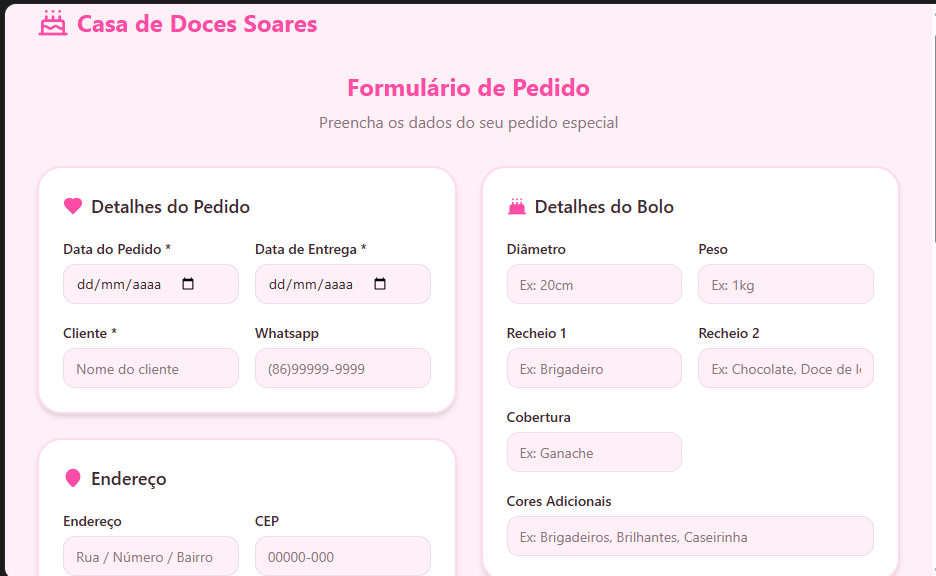 Casa de Doces Soares
Formulário de Pedido
Preencha os dados do seu pedido especial
Detalhes do Pedido
Data do Pedido *
Data de Entrega *
dd/mm/aaaa
dd/mm/aaaa
Cliente *
Whatsapp
Nome do cliente
(86)99999-9999
Endereço
Endereço
CEP
Rua / Número / Bairro
00000-000
Detalhes do Bolo
Diâmetro
Peso
Ex: 20cm
Ex: 1kg
Recheio 1
Recheio 2
Ex: Brigadeiro
Ex: Chocolate, Doce de
Cobertura
Ex: Ganache
Cores Adicionais
Ex: Brigadeiros, Brilhantes, Caseirinha